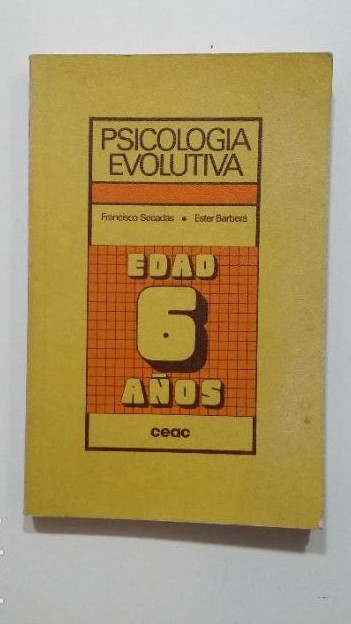 PSICOLOGIA
EVOLUTIVA
Francisco Secadas • Ester Barberá
EDAD
6
AÑOS
ceac